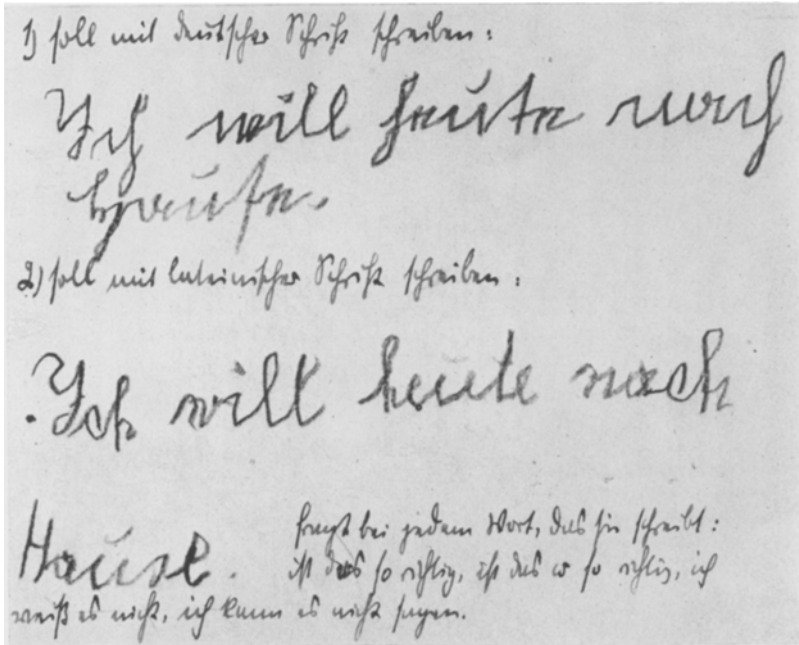 1) soll mit deutscher Schrift schreiben:
Ich will heute nach
Hause.
2) soll mit lateinischer Schrift schreiben:
Ich will heute nach
Hause.
fragt bei jedem Wort, das sie schreibt:
ist das so richtig, ist das so richtig, ich
weiß es nicht, ich kann es nicht sagen.